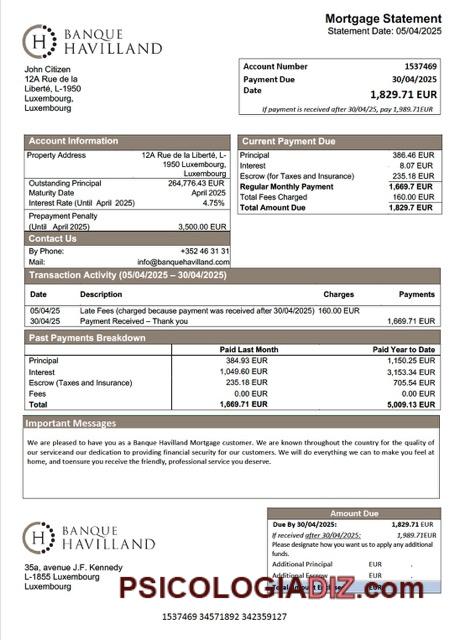 Mortgage Statement
Statement Date: 05/04/2025
H BANQUE
HAVILLAND
John Citizen
12A Rue de la
Liberté, L-1950
Luxembourg,
Luxembourg
Account Number 1537469
Payment Due 30/04/2025
Date 1,829.71 EUR
If payment is received after 30/04/25, pay 1,989.71EUR
Account Information
Property Address 12A Rue de la Liberté, L-
1950 Luxembourg,
Luxembourg
Outstanding Principal 264,776.43 EUR
Maturity Date April 2025
Interest Rate (Until April 2025) 4.75%
Prepayment Penalty
(Until April 2025) 3,500.00 EUR
Contact Us
By Phone: +352 46 31 31
Mail: info@banquehavilland.com
Current Payment Due
Principal 386.46 EUR
Interest 8.07 EUR
Escrow (for Taxes and Insurance) 235.18 EUR
Regular Monthly Payment 1,669.7 EUR
Total Fees Charged 160.00 EUR
Total Amount Due 1,829.7 EUR
Transaction Activity (05/04/2025 – 30/04/2025)
Date Description Charges Payments
05/04/25 Late Fees (charged because payment was received after 30/04/2025) 160.00 EUR
30/04/25 Payment Received – Thank you 1,669.71 EUR
Past Payments Breakdown
Paid Last Month Paid Year to Date
Principal 384.93 EUR 1,150.25 EUR
Interest 1,049.60 EUR 3,153.34 EUR
Escrow (Taxes and Insurance) 235.18 EUR 705.54 EUR
Fees 0.00 EUR 0.00 EUR
Total 1,669.71 EUR 5,009.13 EUR
Important Messages
We are pleased to have you as a Banque Havilland Mortgage customer. We are known throughout the country for the quality of
our serviceand our dedication to providing financial security for our customers. We will do everything we can to make you feel at
home, and toensure you receive the friendly, professional service you deserve.
H BANQUE
HAVILLAND
35a, avenue J.F. Kennedy
L-1855 Luxembourg
Luxembourg
Amount Due
Due By 30/04/2025: 1,829.71 EUR
If received after 30/04/2025: 1,989.71EUR
Please designate how you want us to apply any additional
funds.
Additional Principal EUR .
Additional Escrow EUR .
PSICOLOGIADIZ.com
1537469 34571892 342359127